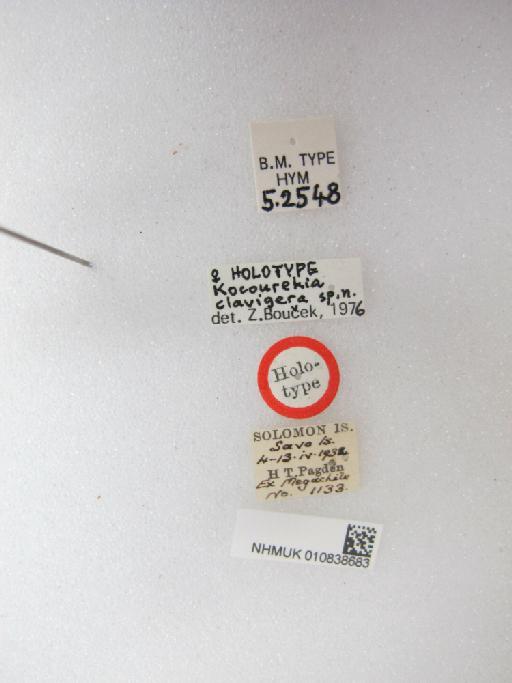 B.M. TYPE
HYM
5.2548
♀ HOLOTYPE
Kocourekia
clavigera sp.n.
det. Z.Bouček, 1976
Holo-
type
SOLOMON IS.
Savo Is.
4-13.iv.1934
H T.Pagden
Ex Megachile
No. 1133.
NHMUK 010838683